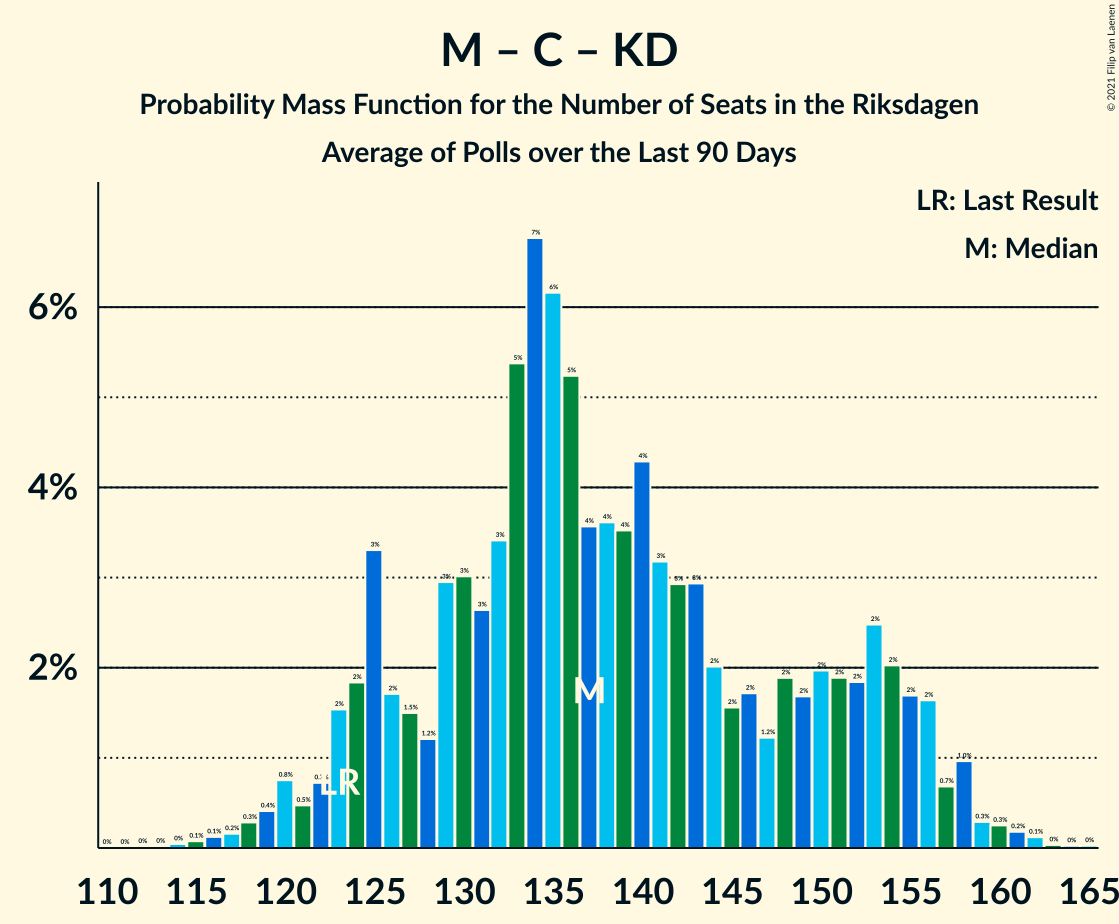 M – C – KD
Probability Mass Function for the Number of Seats in the Riksdagen
Average of Polls over the Last 90 Days
© 2021 Filip van Laenen
LR: Last Result
M: Median
6%
4%
2%
0% 0% 0% 0% 0% 0.1% 0.1% 0.2% 0.3% 0.4% 0.8% 0.5% 2% 2% 3% 2% 1.5% 1.2% 3% 3% 3% 3% 5% 7% 6% 5% 4% 4% 4% 4% 3% 3% 3% 2% 2% 2% 1.2% 2% 2% 2% 2% 2% 2% 2% 2% 2% 0.7% 1.0% 0.3% 0.3% 0.2% 0.1% 0% 0% 0%
LR
M
110 115 120 125 130 135 140 145 150 155 160 165